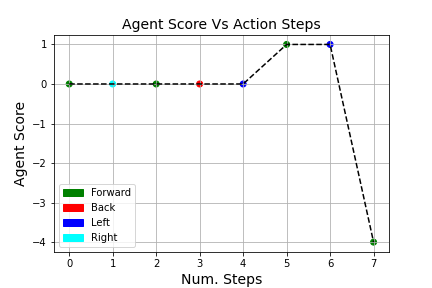 Agent Score Vs Action Steps
1
0
−1
−2
−3
−4
Agent Score
Forward
Back
Left
Right
0 1 2 3 4 5 6 7
Num. Steps